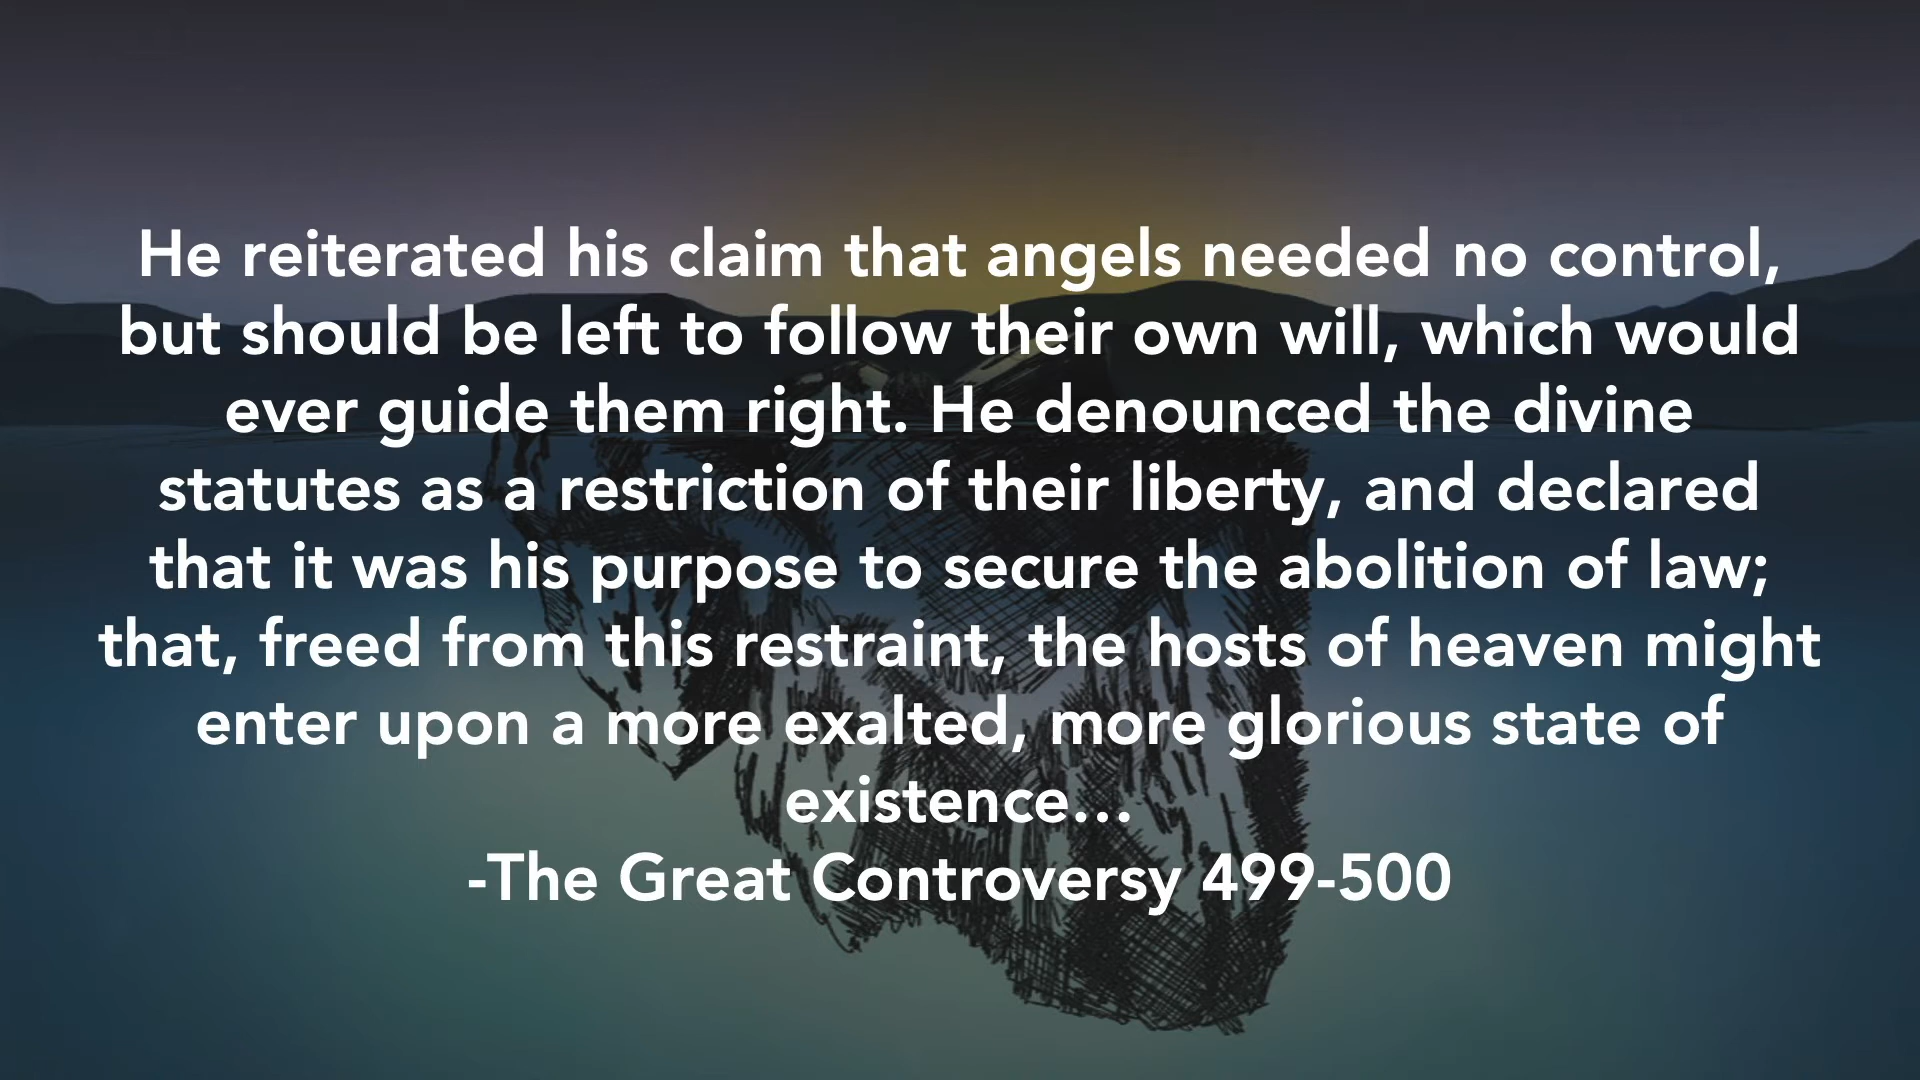 He reiterated his claim that angels needed no control,
but should be left to follow their own will, which would
ever guide them right. He denounced the divine
statutes as a restriction of their liberty, and declared
that it was his purpose to secure the abolition of law;
that, freed from this restraint, the hosts of heaven might
enter upon a more exalted, more glorious state of
existence…
-The Great Controversy 499-500